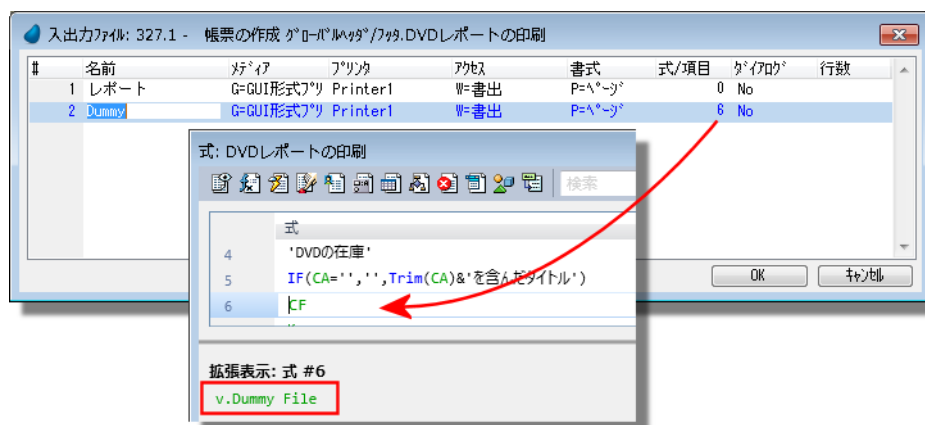 入出力ﾌｧｲﾙ: 327.1 - 帳票の作成 ｸﾞﾛｰﾊﾞﾙﾍｯﾀﾞ/ﾌｯﾀ.DVDレポートの印刷
# 名前 ﾒﾃﾞｨｱ ﾌﾟﾘﾝﾀ ｱｸｾｽ 書式 式/項目 ﾀﾞｲｱﾛｸﾞ 行数
1 レポート G=GUI形式ﾌﾟﾘ Printer1 W=書出 P=ﾍﾟｰｼﾞ 0 No
2 Dummy G=GUI形式ﾌﾟﾘ Printer1 W=書出 P=ﾍﾟｰｼﾞ 6 No
式: DVDレポートの印刷
検索
式
4 'DVDの在庫'
5 IF(CA='','',Trim(CA)&'を含んだタイトル')
6 CF
OK ｷｬﾝｾﾙ
拡張表示: 式 #6
v.Dummy File